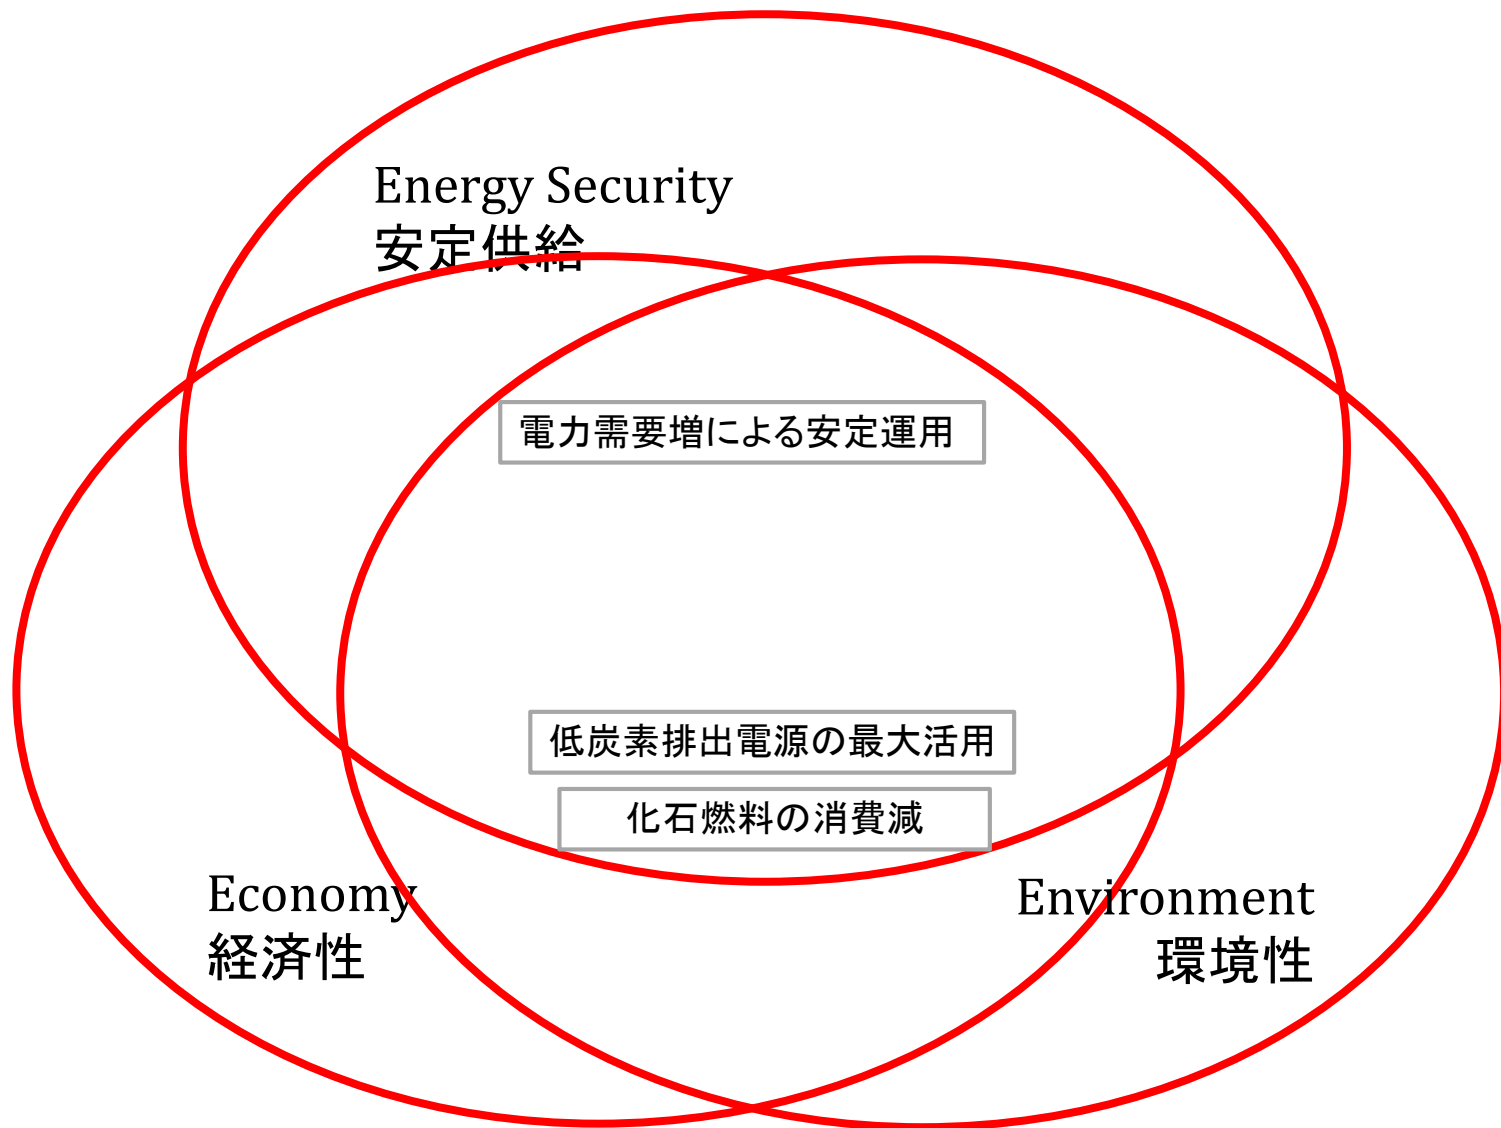 Energy Security
安定供給
電力需要増による安定運用
低炭素排出電源の最大活用
化石燃料の消費減
Economy
経済性
Environment
環境性